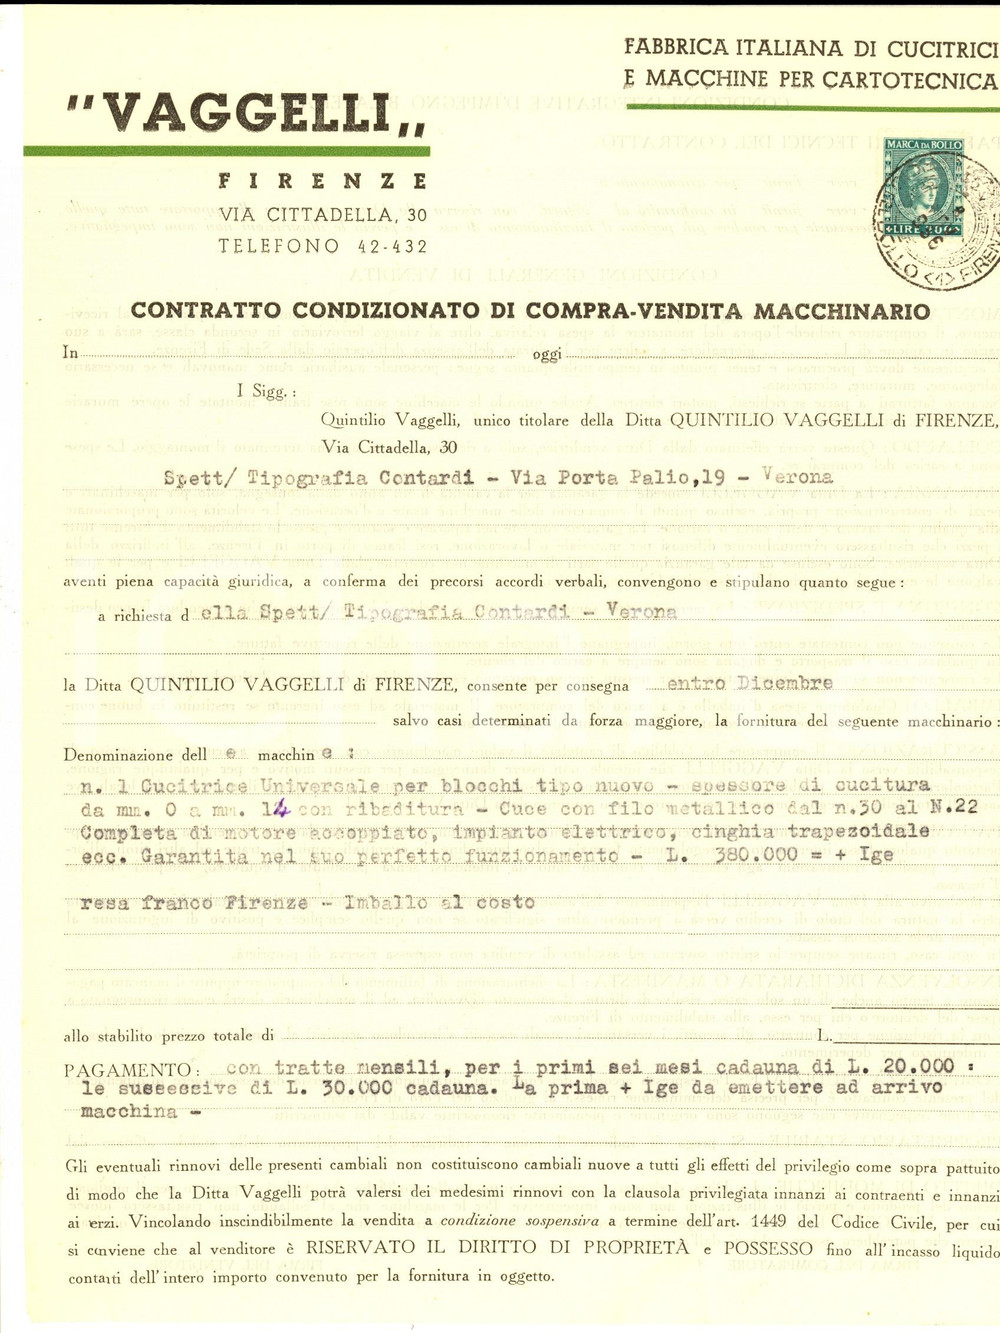 FABBRICA ITALIANA DI CUCITRICI
E MACCHINE PER CARTOTECNICA
"VAGGELLI„
FIRENZE
VIA CITTADELLA, 30
TELEFONO 42-432
MARCA DA BOLLO
LIRE
BOLLO <1> FIREN
CONTRATTO CONDIZIONATO DI COMPRA-VENDITA MACCHINARIO
In oggi
I Sigg. :
Quintilio Vaggelli, unico titolare della Ditta QUINTILIO VAGGELLI di FIRENZE,
Via Cittadella, 30
Spett/ Tipografia Contardi - Via Porta Palio,19 - Verona
aventi piena capacità giuridica, a conferma dei precorsi accordi verbali, convengono e stipulano quanto segue :
a richiesta d ella Spett/ Tipografia Contardi - Verona
la Ditta QUINTILIO VAGGELLI di FIRENZE, consente per consegna entro Dicembre
salvo casi determinati da forza maggiore, la fornitura del seguente macchinario :
Denominazione dell e macchin e :
n. 1 Cucitrice Universale per blocchi tipo nuovo - spessore di cucitura
da mm. 0 a mm. 14 con ribaditura - Cuce con filo metallico dal n.30 al N.22
Completa di motore accoppiato, impianto elettrico, cinghia trapezoidale
ecc. Garantita nel suo perfetto funzionamento - L. 380.000 = + Ige
resa franco Firenze - Imballo al costo
allo stabilito prezzo totale di L.
PAGAMENTO : con tratte mensili, per i primi sei mesi cadauna di L. 20.000 :
le successive di L. 30.000 cadauna. La prima + Ige da emettere ad arrivo
macchina -
Gli eventuali rinnovi delle presenti cambiali non costituiscono cambiali nuove a tutti gli effetti del privilegio come sopra pattuito
di modo che la Ditta Vaggelli potrà valersi dei medesimi rinnovi con la clausola privilegiata innanzi ai contraenti e innanzi
ai terzi. Vincolando inscindibilmente la vendita a condizione sospensiva a termine dell'art. 1449 del Codice Civile, per cui
si conviene che al venditore è RISERVATO IL DIRITTO DI PROPRIETÀ e POSSESSO fino all'incasso liquido
contanti dell'intero importo convenuto per la fornitura in oggetto.